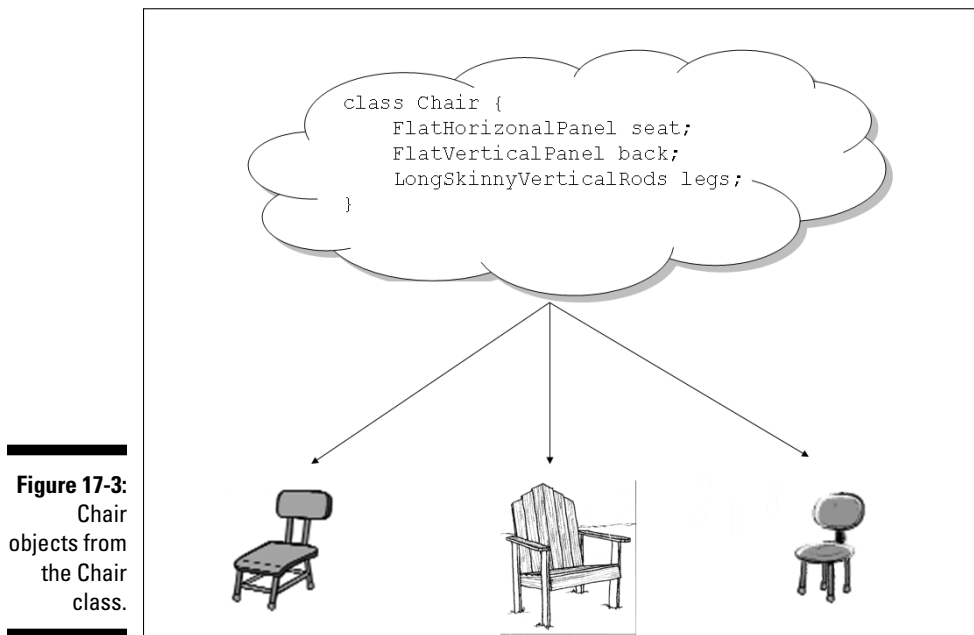 class Chair {
FlatHorizonalPanel seat;
FlatVerticalPanel back;
LongSkinnyVerticalRods legs;
}
Figure 17-3:
Chair
objects from
the Chair
class.